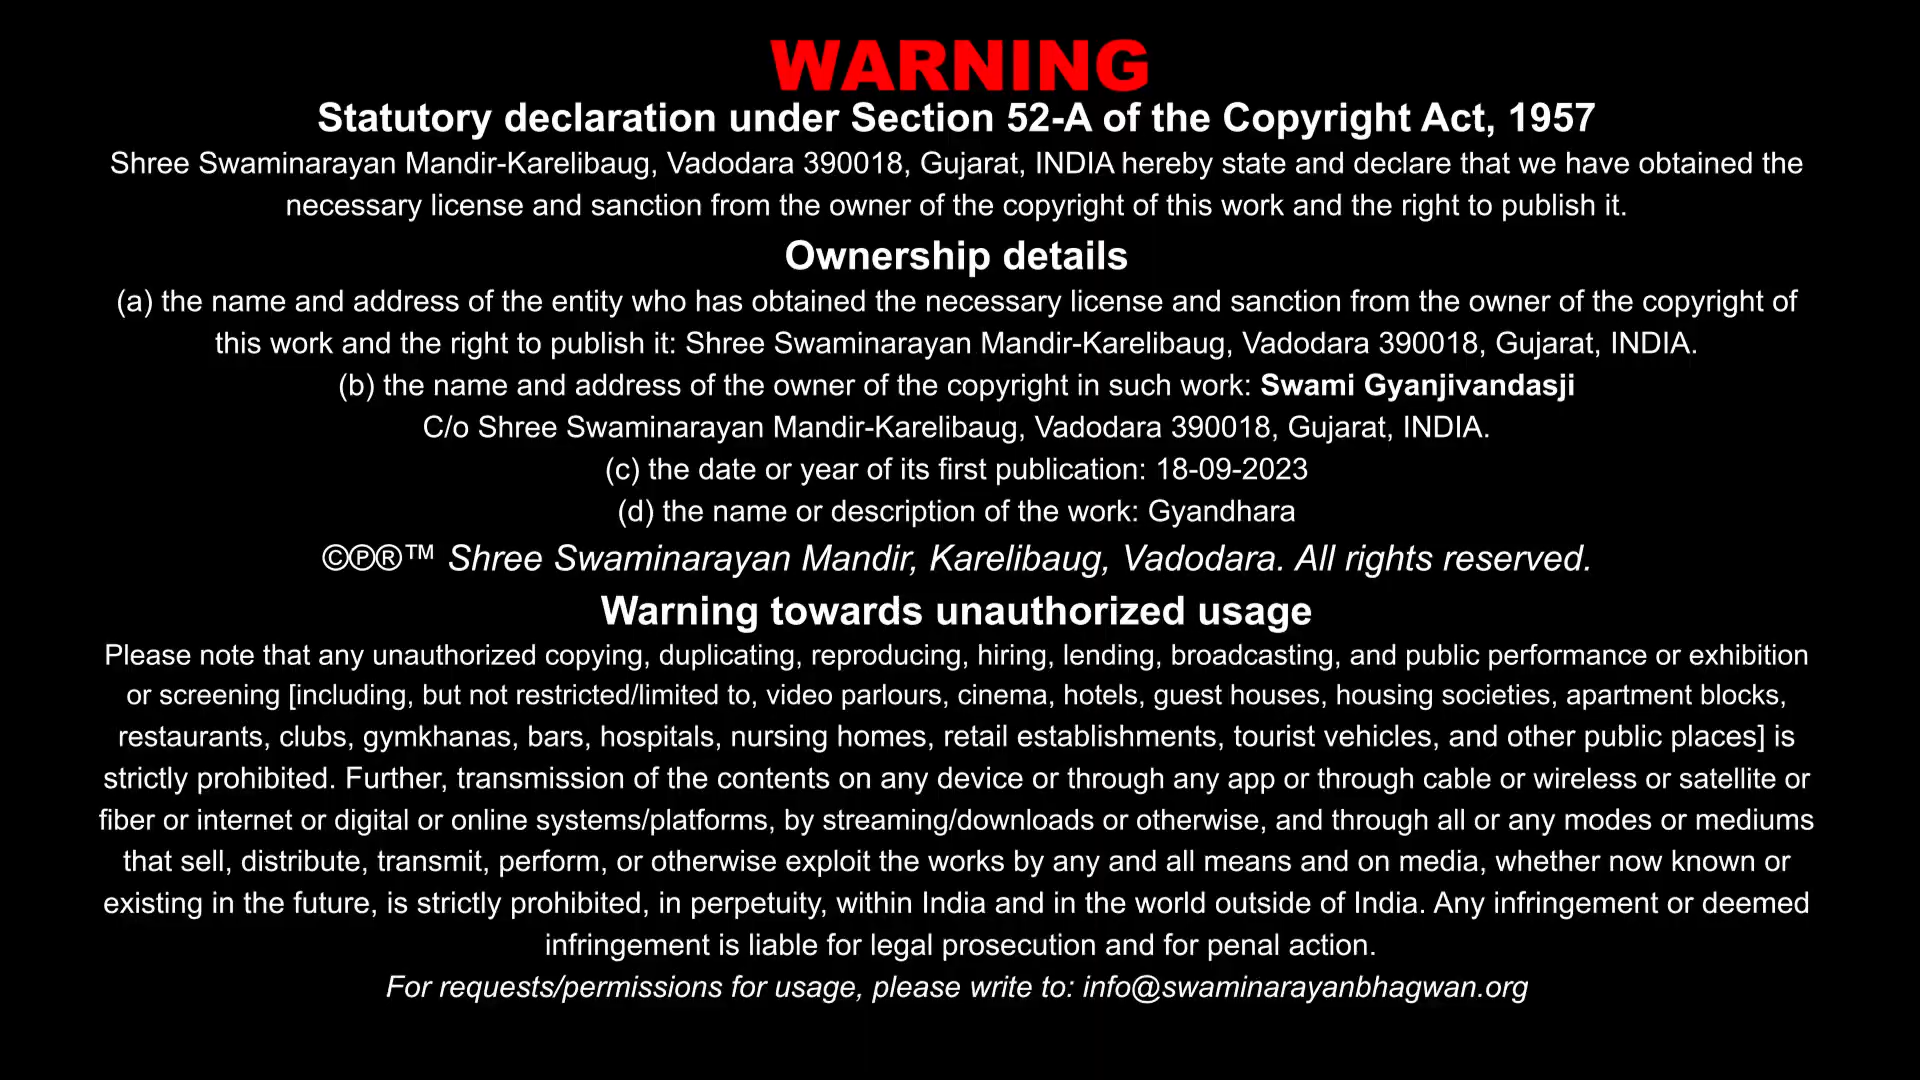 WARNING
Statutory declaration under Section 52-A of the Copyright Act, 1957
Shree Swaminarayan Mandir-Karelibaug, Vadodara 390018, Gujarat, INDIA hereby state and declare that we have obtained the
necessary license and sanction from the owner of the copyright of this work and the right to publish it.
Ownership details
(a) the name and address of the entity who has obtained the necessary license and sanction from the owner of the copyright of
this work and the right to publish it: Shree Swaminarayan Mandir-Karelibaug, Vadodara 390018, Gujarat, INDIA.
(b) the name and address of the owner of the copyright in such work: Swami Gyanjivandasji
C/o Shree Swaminarayan Mandir-Karelibaug, Vadodara 390018, Gujarat, INDIA.
(c) the date or year of its first publication: 18-09-2023
(d) the name or description of the work: Gyandhara
©℗®™ Shree Swaminarayan Mandir, Karelibaug, Vadodara. All rights reserved.
Warning towards unauthorized usage
Please note that any unauthorized copying, duplicating, reproducing, hiring, lending, broadcasting, and public performance or exhibition
or screening [including, but not restricted/limited to, video parlours, cinema, hotels, guest houses, housing societies, apartment blocks,
restaurants, clubs, gymkhanas, bars, hospitals, nursing homes, retail establishments, tourist vehicles, and other public places] is
strictly prohibited. Further, transmission of the contents on any device or through any app or through cable or wireless or satellite or
fiber or internet or digital or online systems/platforms, by streaming/downloads or otherwise, and through all or any modes or mediums
that sell, distribute, transmit, perform, or otherwise exploit the works by any and all means and on media, whether now known or
existing in the future, is strictly prohibited, in perpetuity, within India and in the world outside of India. Any infringement or deemed
infringement is liable for legal prosecution and for penal action.
For requests/permissions for usage, please write to: info@swaminarayanbhagwan.org